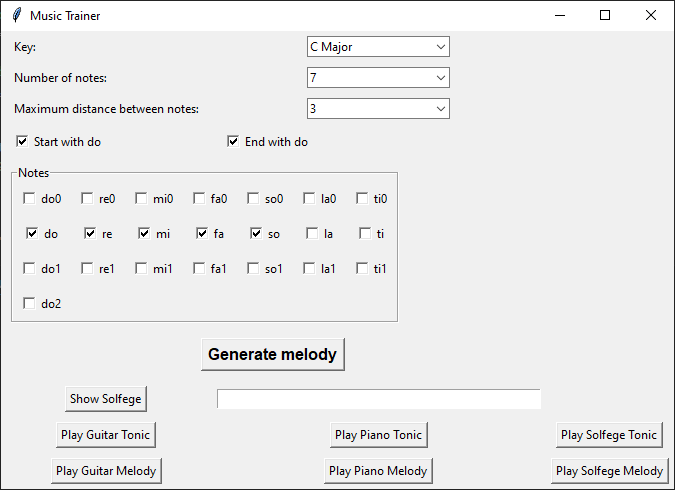 Music Trainer
Key: C Major
Number of notes: 7
Maximum distance between notes: 3
Start with do End with do
Notes
do0 re0 mi0 fa0 so0 la0 ti0
do re mi fa so la ti
do1 re1 mi1 fa1 so1 la1 ti1
do2
Generate melody
Show Solfege
Play Guitar Tonic Play Piano Tonic Play Solfege Tonic
Play Guitar Melody Play Piano Melody Play Solfege Melody